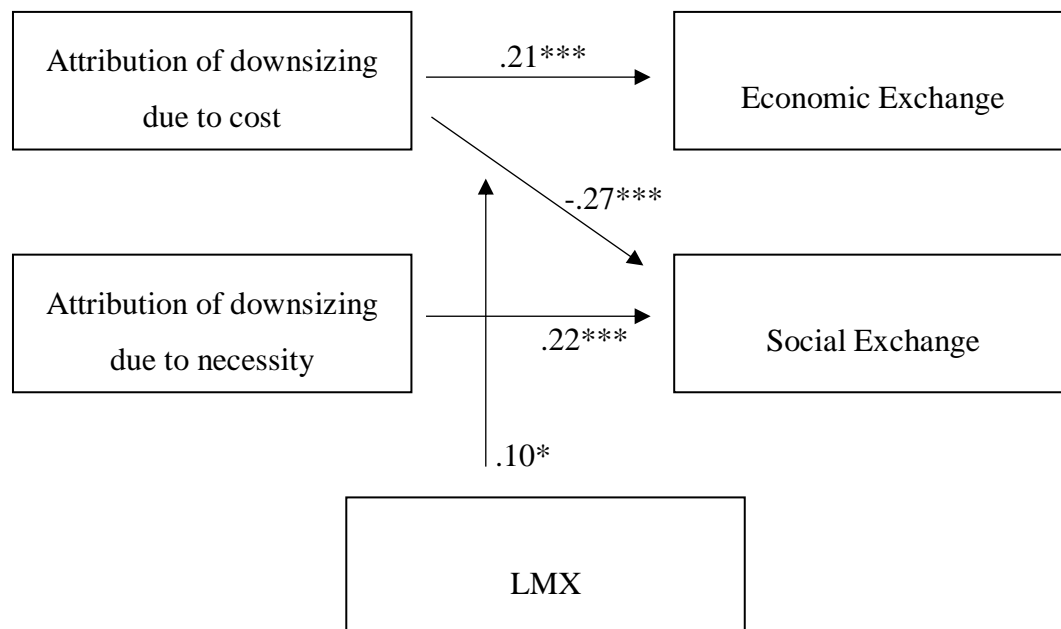 Attribution of downsizing
due to cost
.21***
Economic Exchange
-.27***
Attribution of downsizing
due to necessity
.22***
Social Exchange
.10*
LMX